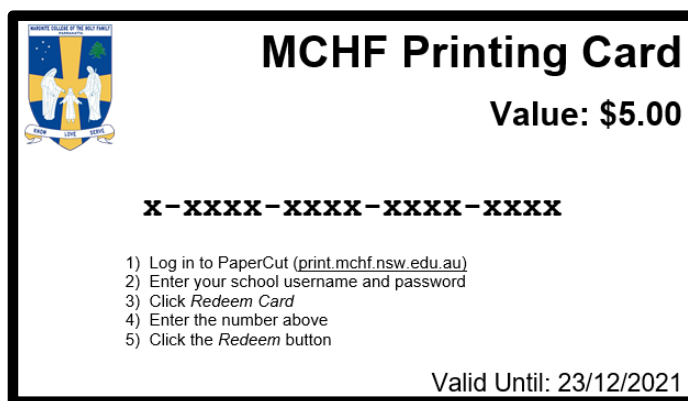 MARONITE COLLEGE OF THE HOLY FAMILY
PARRAMATTA
KNOW LOVE SERVE
MCHF Printing Card
Value: $5.00
x-xxxx-xxxx-xxxx-xxxx
1) Log in to PaperCut (print.mchf.nsw.edu.au)
2) Enter your school username and password
3) Click Redeem Card
4) Enter the number above
5) Click the Redeem button
Valid Until: 23/12/2021